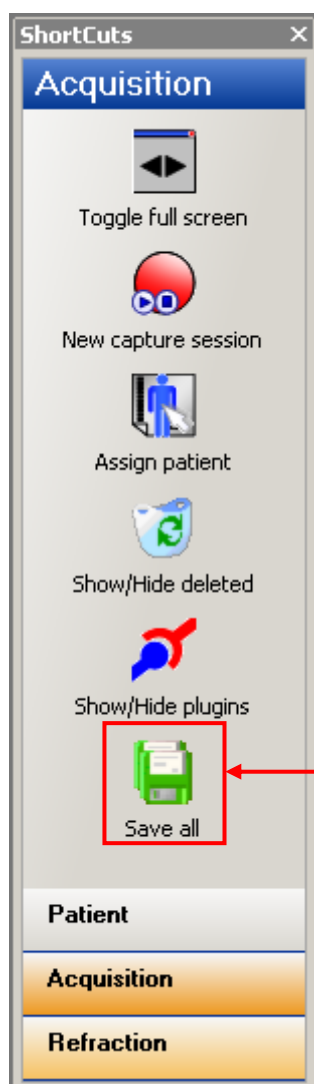 ShortCuts
Acquisition
Toggle full screen
New capture session
Assign patient
Show/Hide deleted
Show/Hide plugins
Save all
Patient
Acquisition
Refraction